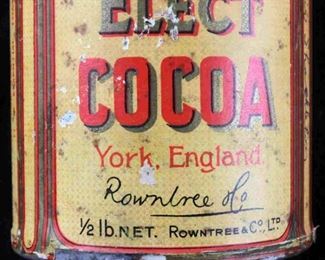 ELECT
COCOA
York, England.
Rowntree & Co
½ lb. NET. ROWNTREE & CO., LTD.